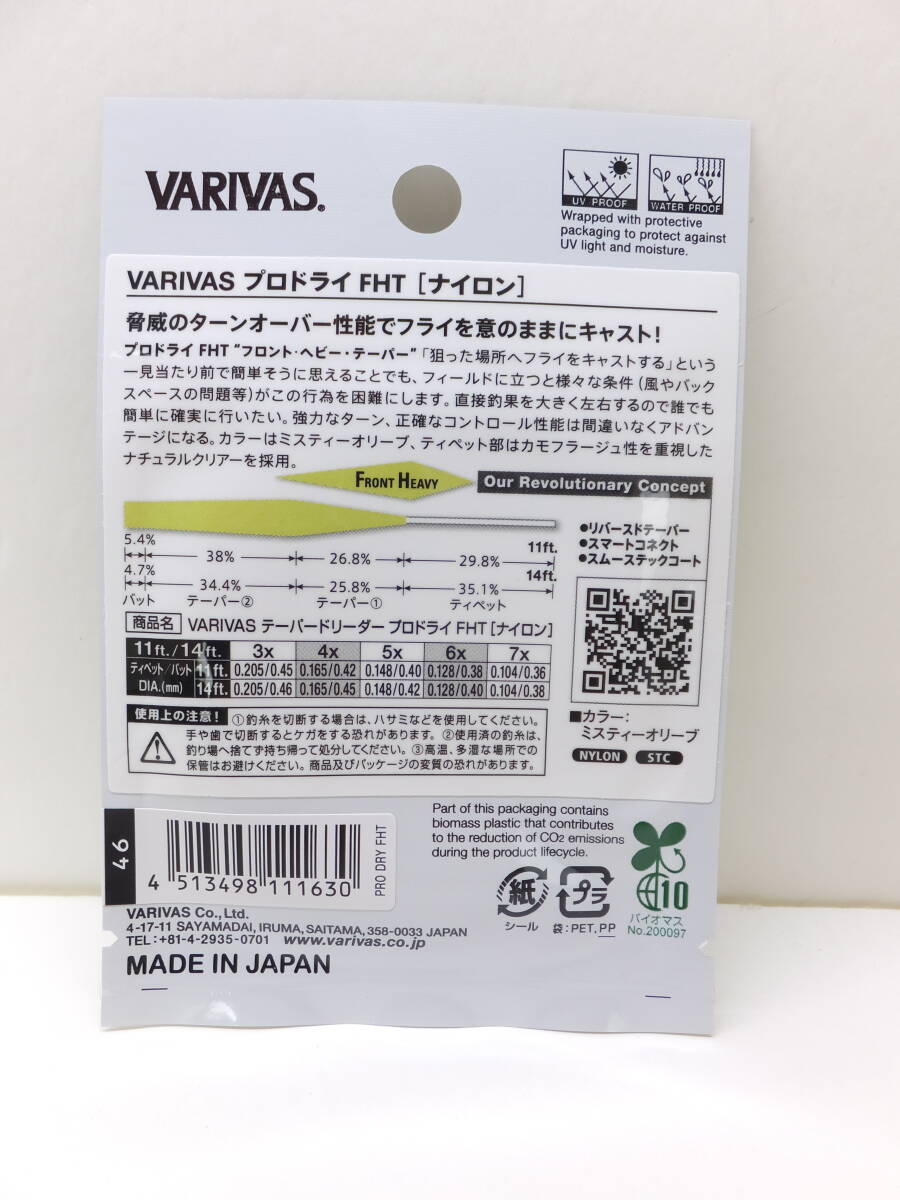 VARIVAS®
UV PROOF
WATER PROOF
Wrapped with protective
packaging to protect against
UV light and moisture.
VARIVAS プロドライ FHT［ナイロン］
脅威のターンオーバー性能でフライを意のままにキャスト！
プロドライ FHT “フロント・ヘビー・テーパー”「狙った場所へフライをキャストする」という
一見当たり前で簡単そうに思えることでも、フィールドに立つと様々な条件（風やバック
スペースの問題等）がこの行為を困難にします。直接釣果を大きく左右するので誰でも
簡単に確実に行いたい。強力なターン、正確なコントロール性能は間違いなくアドバン
テージになる。カラーはミスティーオリーブ、ティペット部はカモフラージュ性を重視した
ナチュラルクリアーを採用。
FRONT HEAVY
Our Revolutionary Concept
5.4% 38% 26.8% 29.8% 11ft.
4.7% 34.4% 25.8% 35.1% 14ft.
バット テーパー② テーパー① ティペット
●リバースドテーパー
●スマートコネクト
●スムーステックコート
商品名 VARIVAS テーパードリーダー プロドライ FHT［ナイロン］
11ft./14ft. 3x 4x 5x 6x 7x
ティペット/バット 11ft. 0.205/0.45 0.165/0.42 0.148/0.40 0.128/0.38 0.104/0.36
DIA.(mm) 14ft. 0.205/0.46 0.165/0.45 0.148/0.42 0.128/0.40 0.104/0.38
■カラー：
ミスティーオリーブ
NYLON STC
使用上の注意！ ①釣糸を切断する場合は、ハサミなどを使用してください。
手や歯で切断するとケガをする恐れがあります。②使用済の釣糸は、
釣り場へ捨てず持ち帰って処分してください。③高温、多湿な場所での
保管はお避けください。商品及びパッケージの変質の恐れがあります。
46
4 513498 111630
PRO DRY FHT
Part of this packaging contains
biomass plastic that contributes
to the reduction of CO2 emissions
during the product lifecycle.
紙
シール
プラ
袋：PET, PP
10
バイオマス
No.200097
VARIVAS Co., Ltd.
4-17-11 SAYAMADAI, IRUMA, SAITAMA, 358-0033 JAPAN
TEL：+81-4-2935-0701 www.varivas.co.jp
MADE IN JAPAN